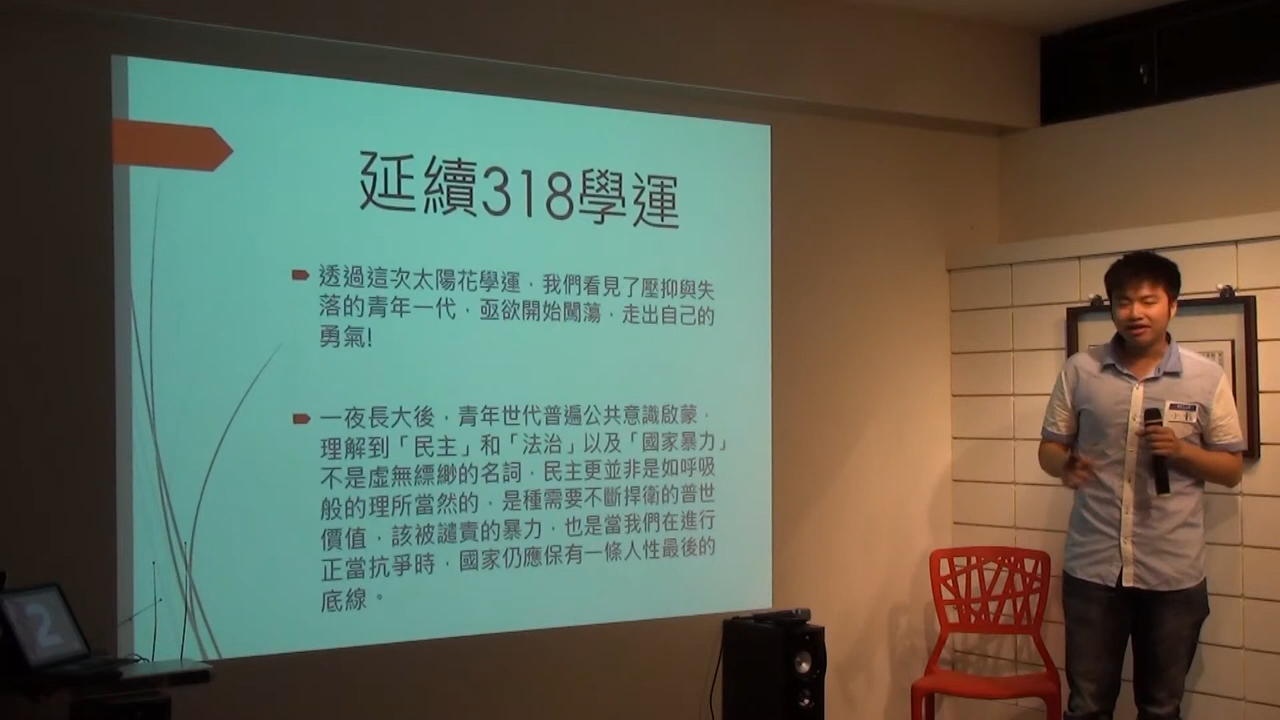 延續318學運
透過這次太陽花學運，我們看見了壓抑與失
落的青年一代，亟欲開始闖蕩，走出自己的
勇氣!
一夜長大後，青年世代普遍公共意識啟蒙，
理解到「民主」和「法治」以及「國家暴力」
不是虛無縹緲的名詞，民主更並非是如呼吸
般的理所當然的，是種需要不斷捍衛的普世
價值，該被譴責的暴力，也是當我們在進行
正當抗爭時，國家仍應保有一條人性最後的
底線。
2